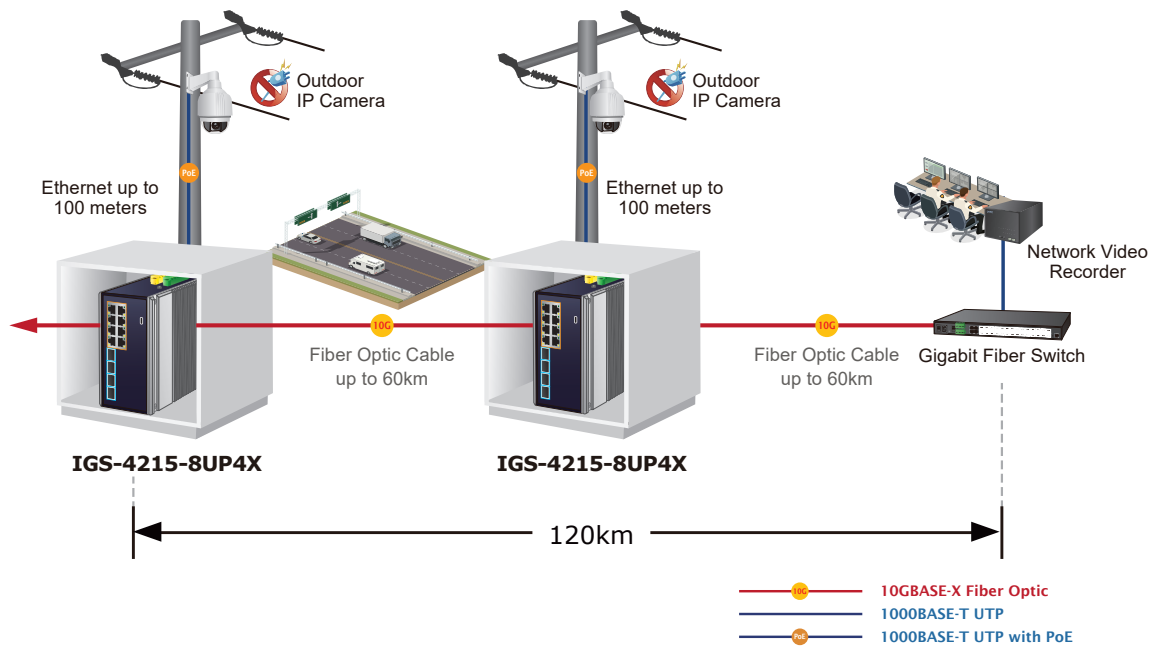 Outdoor
IP Camera
Outdoor
IP Camera
PoE
PoE
Ethernet up to
100 meters
Ethernet up to
100 meters
Network Video
Recorder
10G
10G
Fiber Optic Cable
up to 60km
Fiber Optic Cable
up to 60km
Gigabit Fiber Switch
IGS-4215-8UP4X
IGS-4215-8UP4X
120km
10G
10GBASE-X Fiber Optic
1000BASE-T UTP
PoE
1000BASE-T UTP with PoE